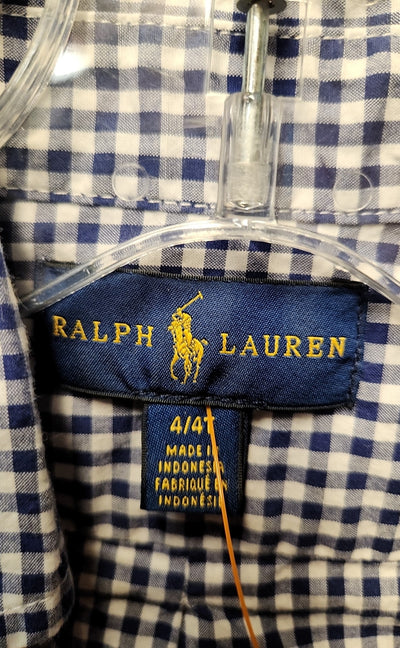 RALPH LAUREN
4/4T
MADE IN
INDONESIA
FABRIQUÉ EN
INDONÉSIE